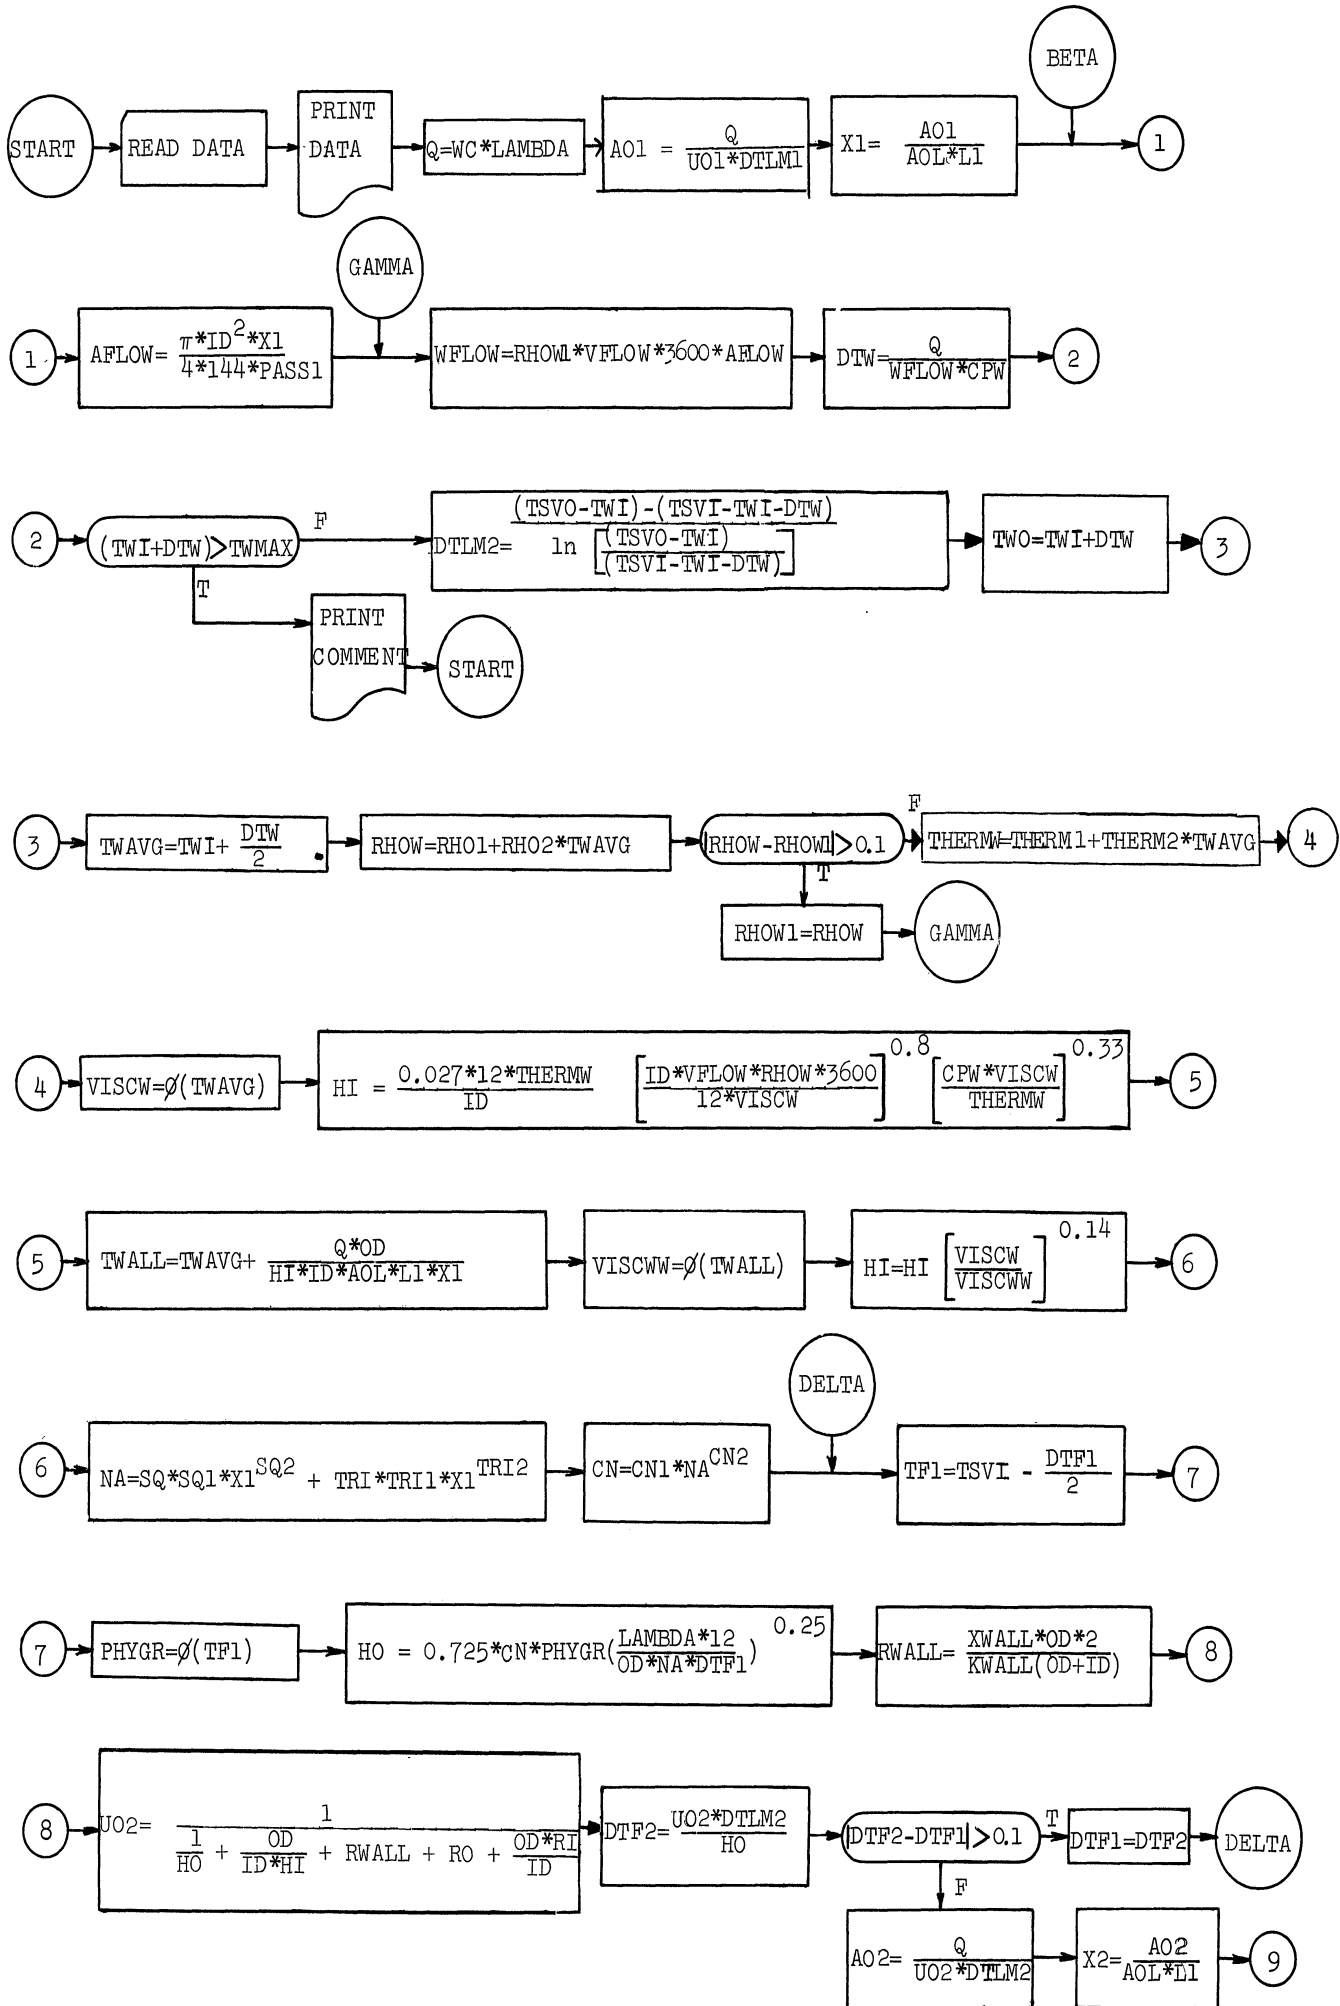 BETA
START
READ DATA
PRINT
DATA
Q=WC*LAMBDA
AO1 = Q
UO1*DTLM1
X1= AO1
AOL*L1
1
GAMMA
1
AFLOW= π*ID^2*X1
4*144*PASS1
WFLOW=RHOW1*VFLOW*3600*AFLOW
DTW= Q
WFLOW*CPW
2
2
(TWI+DTW)>TWMAX
F
T
DTLM2= (TSVO-TWI)-(TSVI-TWI-DTW)
ln [(TSVO-TWI)
(TSVI-TWI-DTW)]
TWO=TWI+DTW
3
PRINT
COMMENT
START
3
TWAVG=TWI+ DTW
2
RHOW=RHO1+RHO2*TWAVG
|RHOW-RHOW1|>0.1
F
T
THERMW=THERM1+THERM2*TWAVG
4
RHOW1=RHOW
GAMMA
4
VISCW=Ø(TWAVG)
HI = 0.027*12*THERMW
ID
[ID*VFLOW*RHOW*3600
12*VISCW] 0.8
[CPW*VISCW
THERMW] 0.33
5
5
TWALL=TWAVG+ Q*OD
HI*ID*AOL*L1*X1
VISCWW=Ø(TWALL)
HI=HI [VISCW
VISCWW] 0.14
6
DELTA
6
NA=SQ*SQ1*X1^SQ2 + TRI*TRI1*X1^TRI2
CN=CN1*NA^CN2
TF1=TSVI - DTF1
2
7
7
PHYGR=Ø(TF1)
HO = 0.725*CN*PHYGR(LAMBDA*12
OD*NA*DTF1) 0.25
RWALL= XWALL*OD*2
KWALL(OD+ID)
8
8
UO2= 1
1
HO + OD
ID*HI + RWALL + RO + OD*RI
ID
DTF2= UO2*DTLM2
HO
|DTF2-DTF1|>0.1
T
F
DTF1=DTF2
DELTA
AO2= Q
UO2*DTLM2
X2= AO2
AOL*L1
9